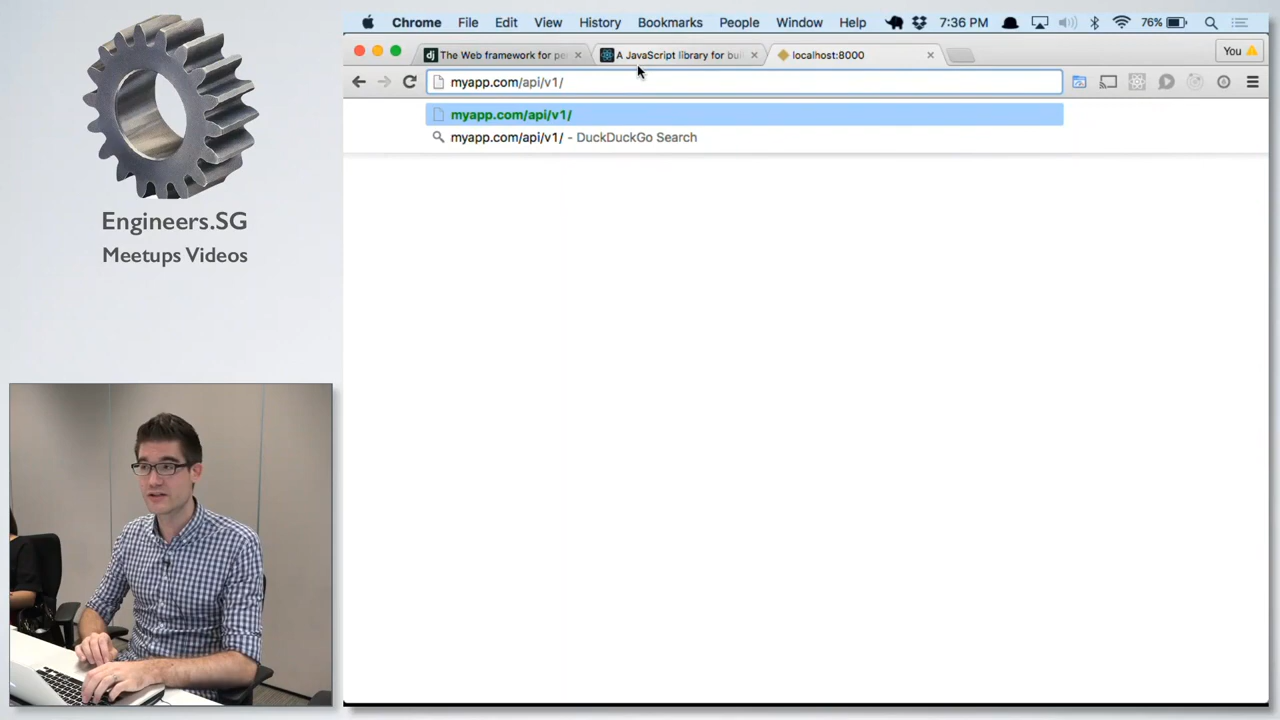 Chrome File Edit View History Bookmarks People Window Help 7:36 PM 76%
The Web framework for pe
A JavaScript library for bui
localhost:8000
You
myapp.com/api/v1/
myapp.com/api/v1/
myapp.com/api/v1/ - DuckDuckGo Search
Engineers.SG
Meetups Videos
dj